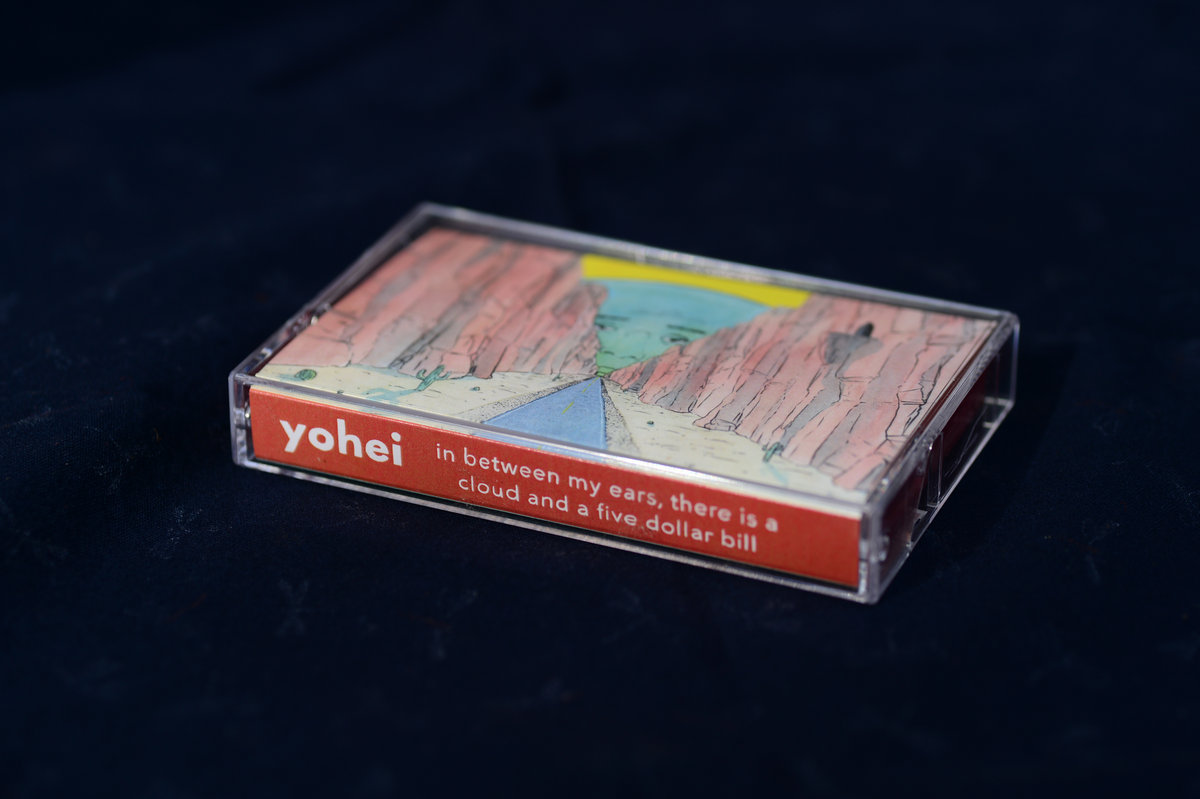 yohei
in between my ears, there is a
cloud and a five dollar bill